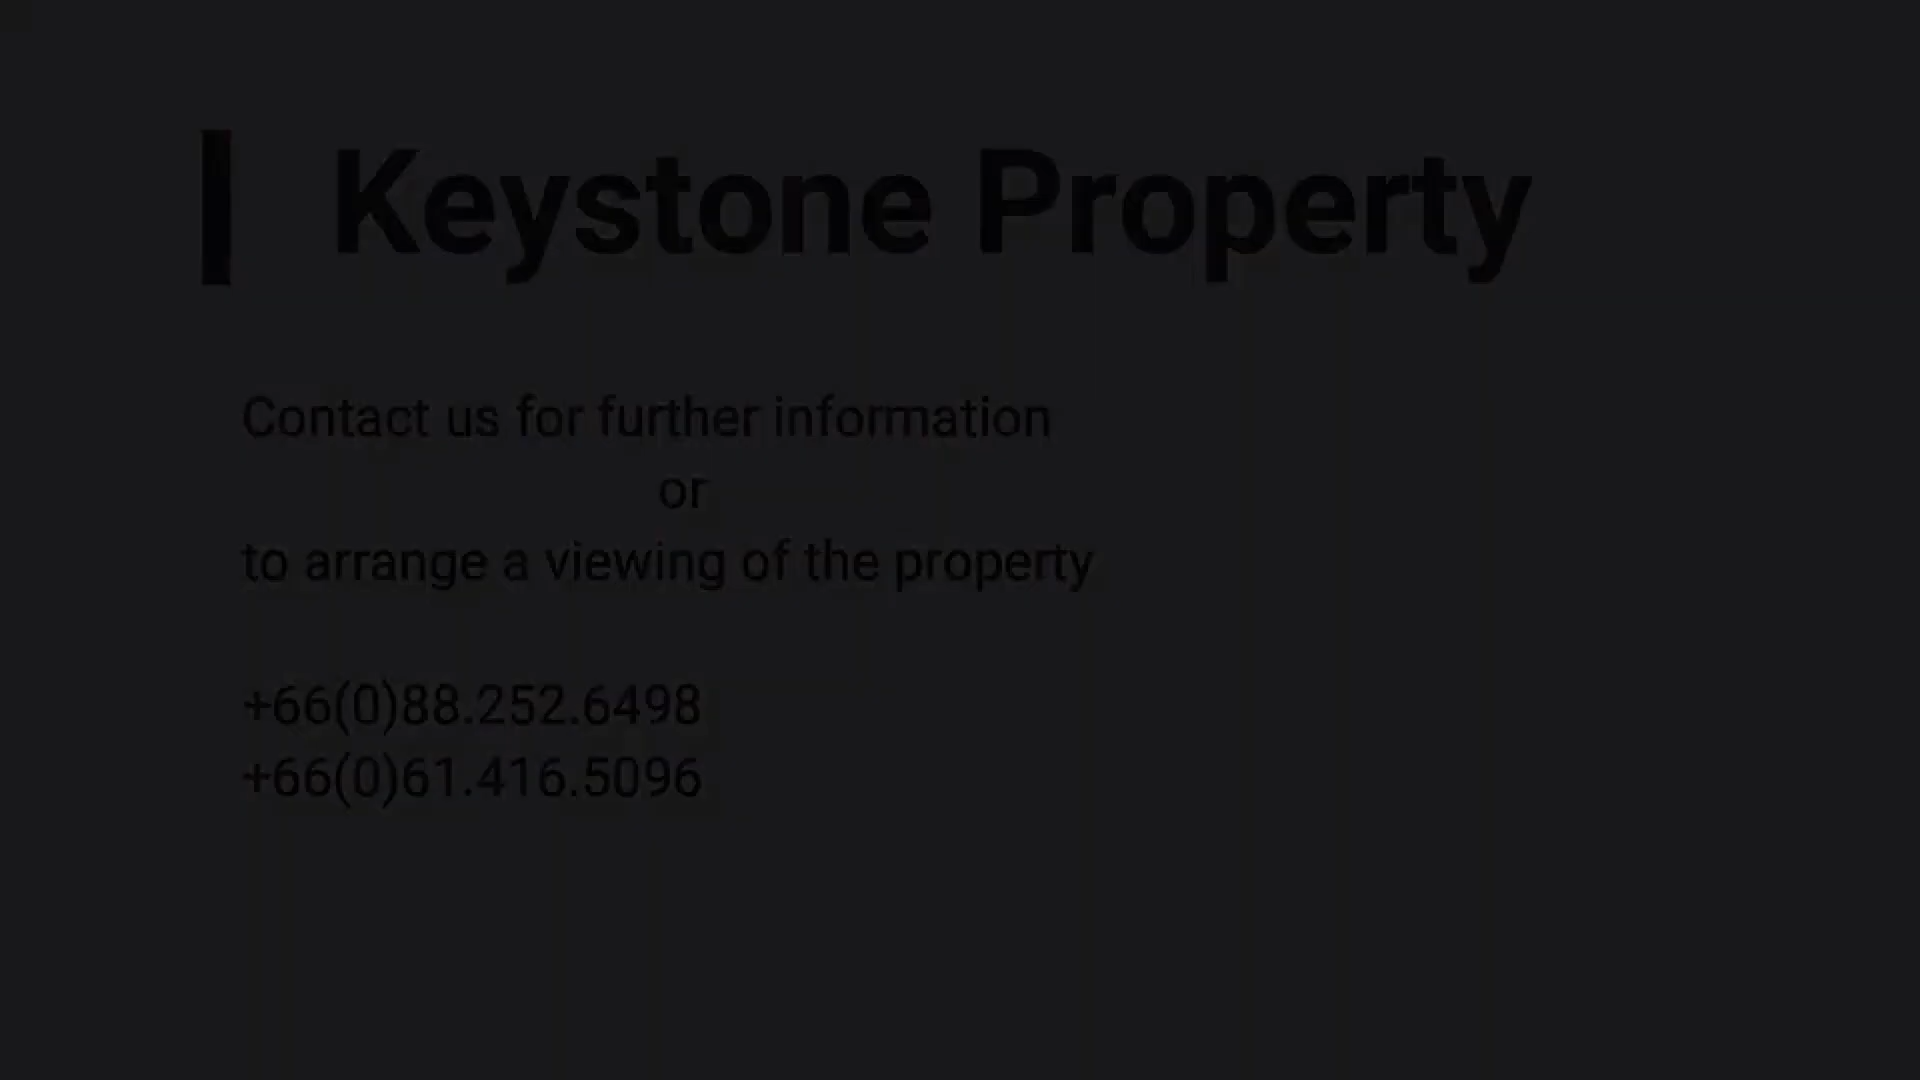 Keystone Property
Contact us for further information
or
to arrange a viewing of the property
+66(0)88.252.6498
+66(0)61.416.5096